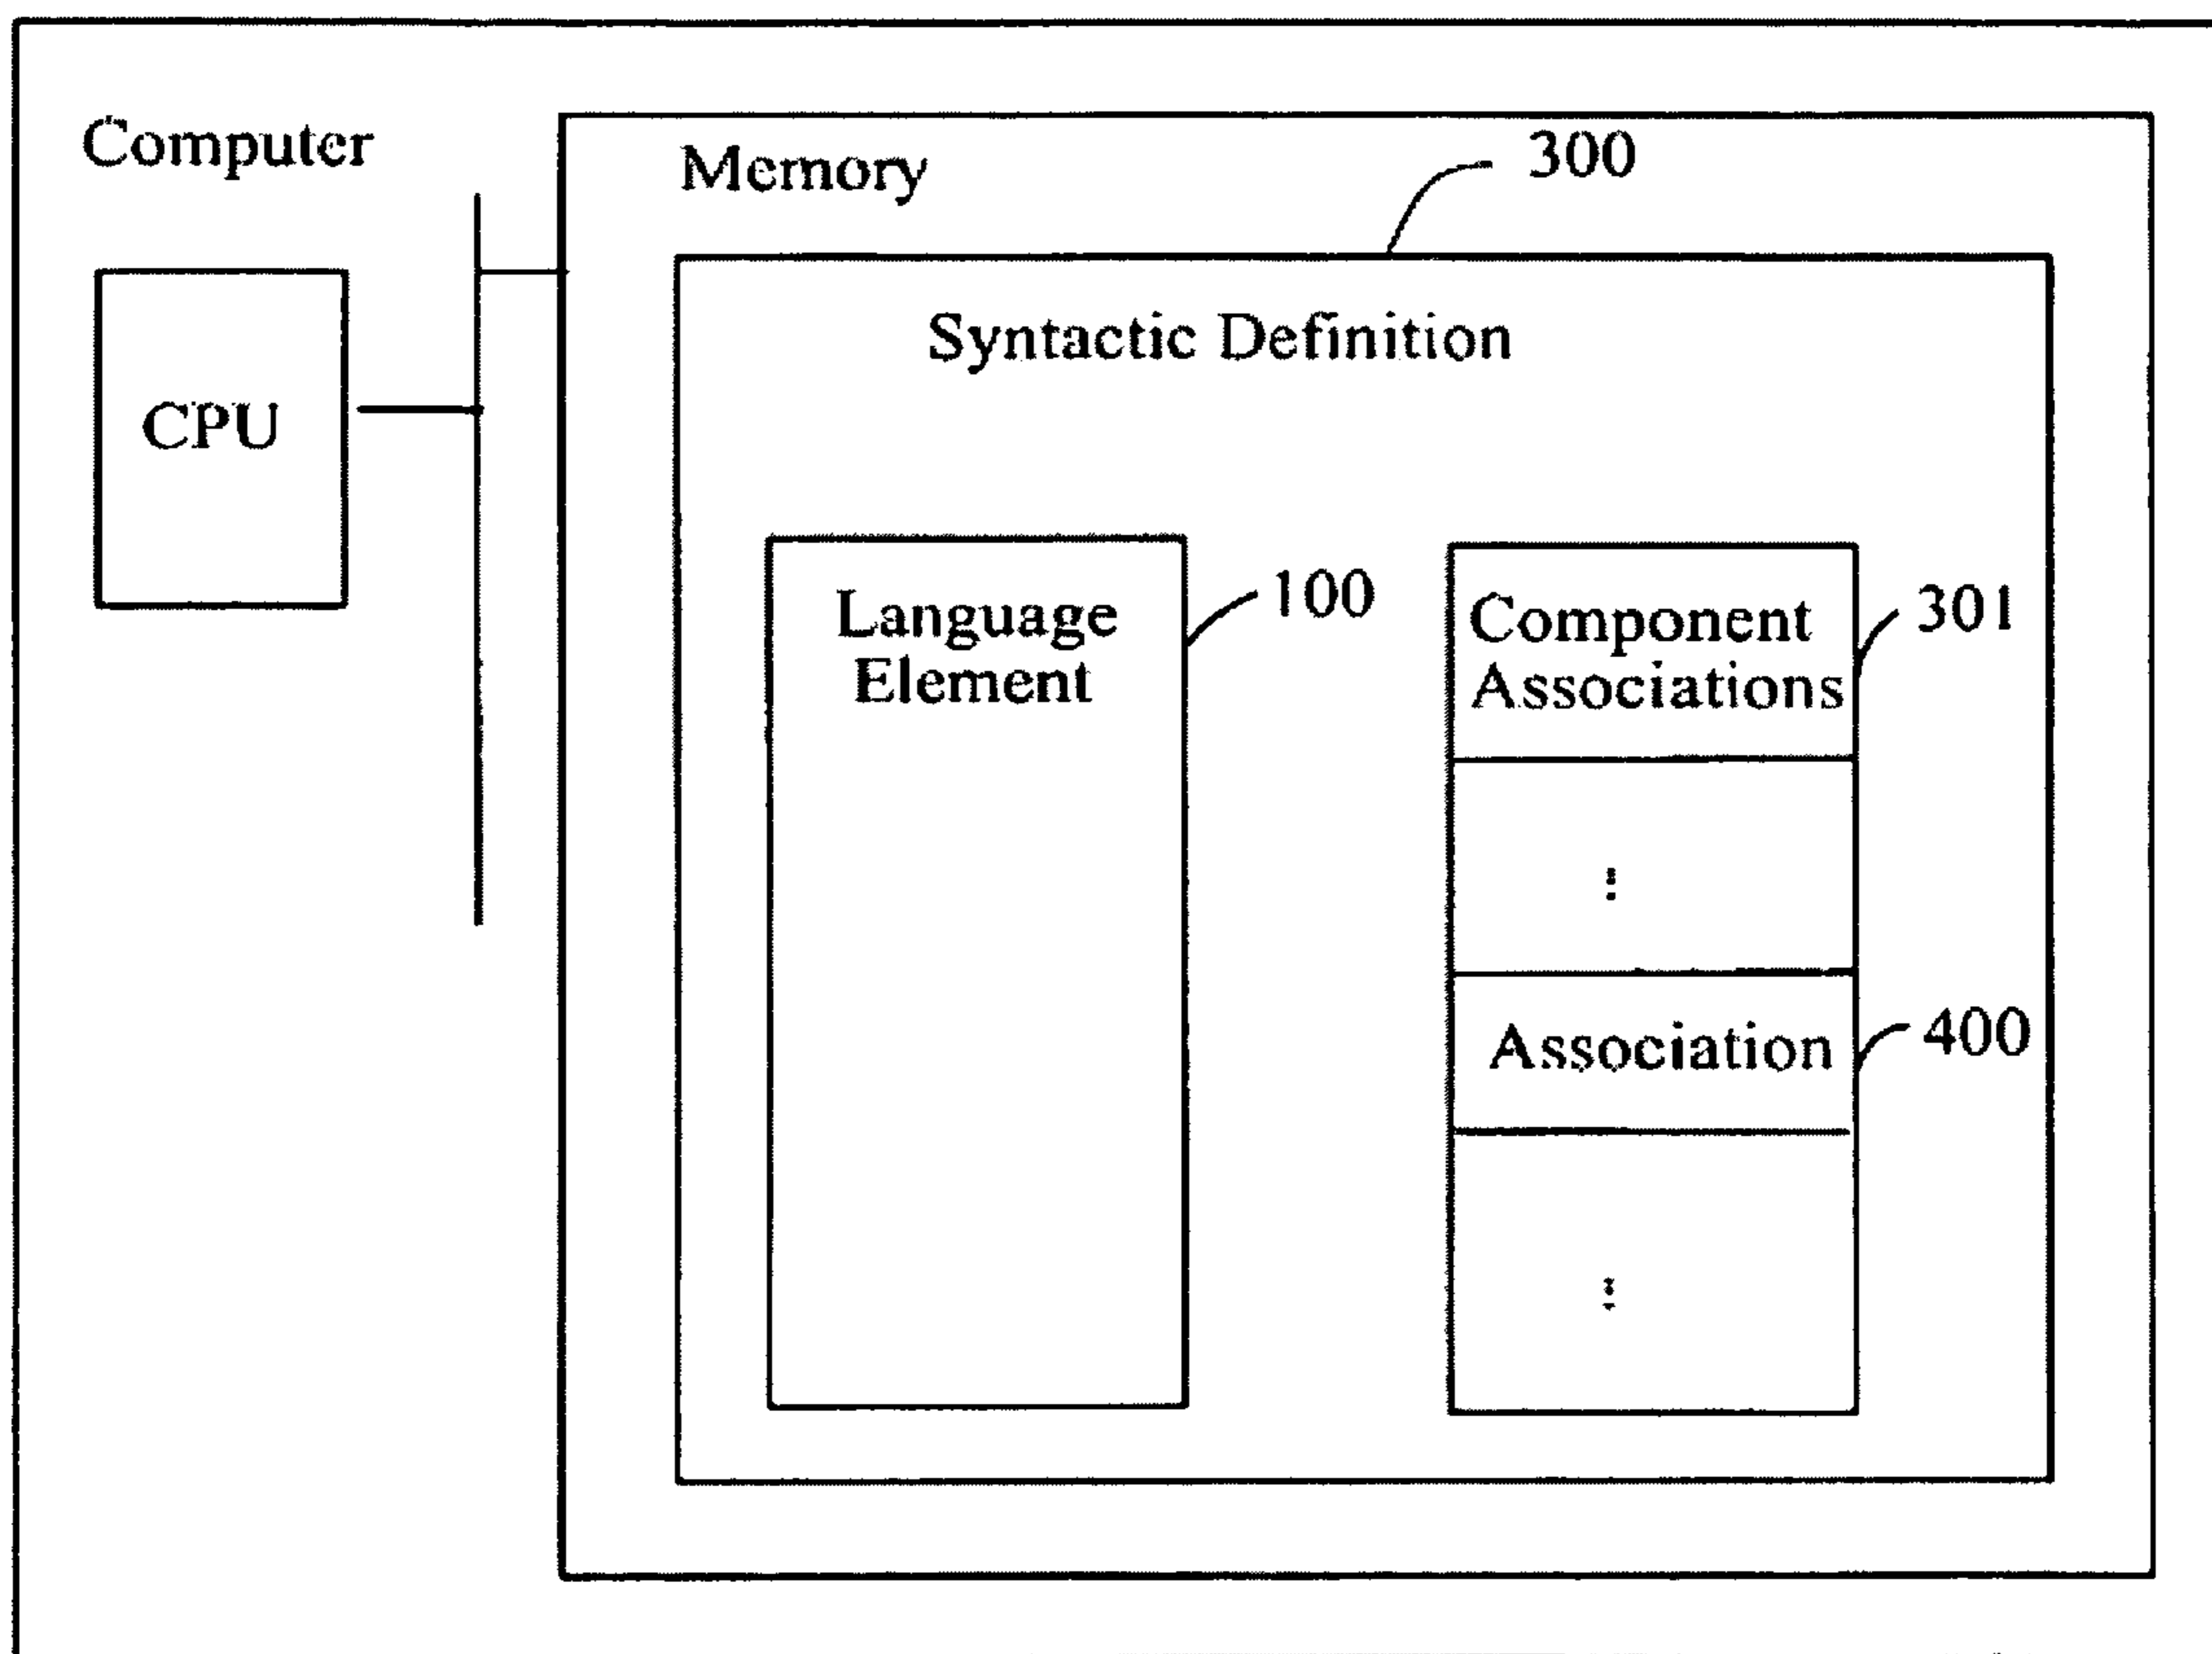 Computer
Memory
300
Syntactic Definition
CPU
Language
Element
100
Component
Associations
301
⋮
Association
400
⋮